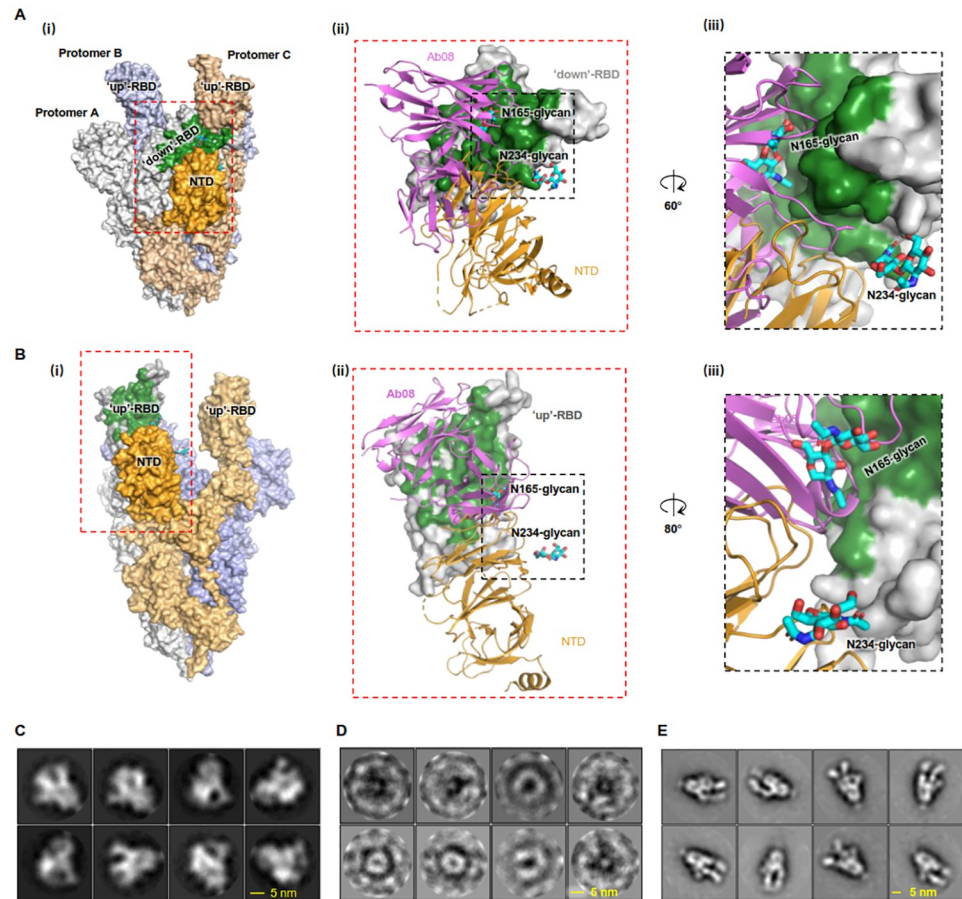 A
(i)
Protomer B
Protomer C
'up'-RBD
'up'-RBD
Protomer A
'down'-RBD
NTD
(ii)
Ab08
'down'-RBD
N165-glycan
N234-glycan
NTD
60°
(iii)
N165-glycan
N234-glycan
B
(i)
'up'-RBD
'up'-RBD
NTD
(ii)
Ab08
'up'-RBD
N165-glycan
N234-glycan
NTD
80°
(iii)
N165-glycan
N234-glycan
C
5 nm
D
5 nm
E
5 nm